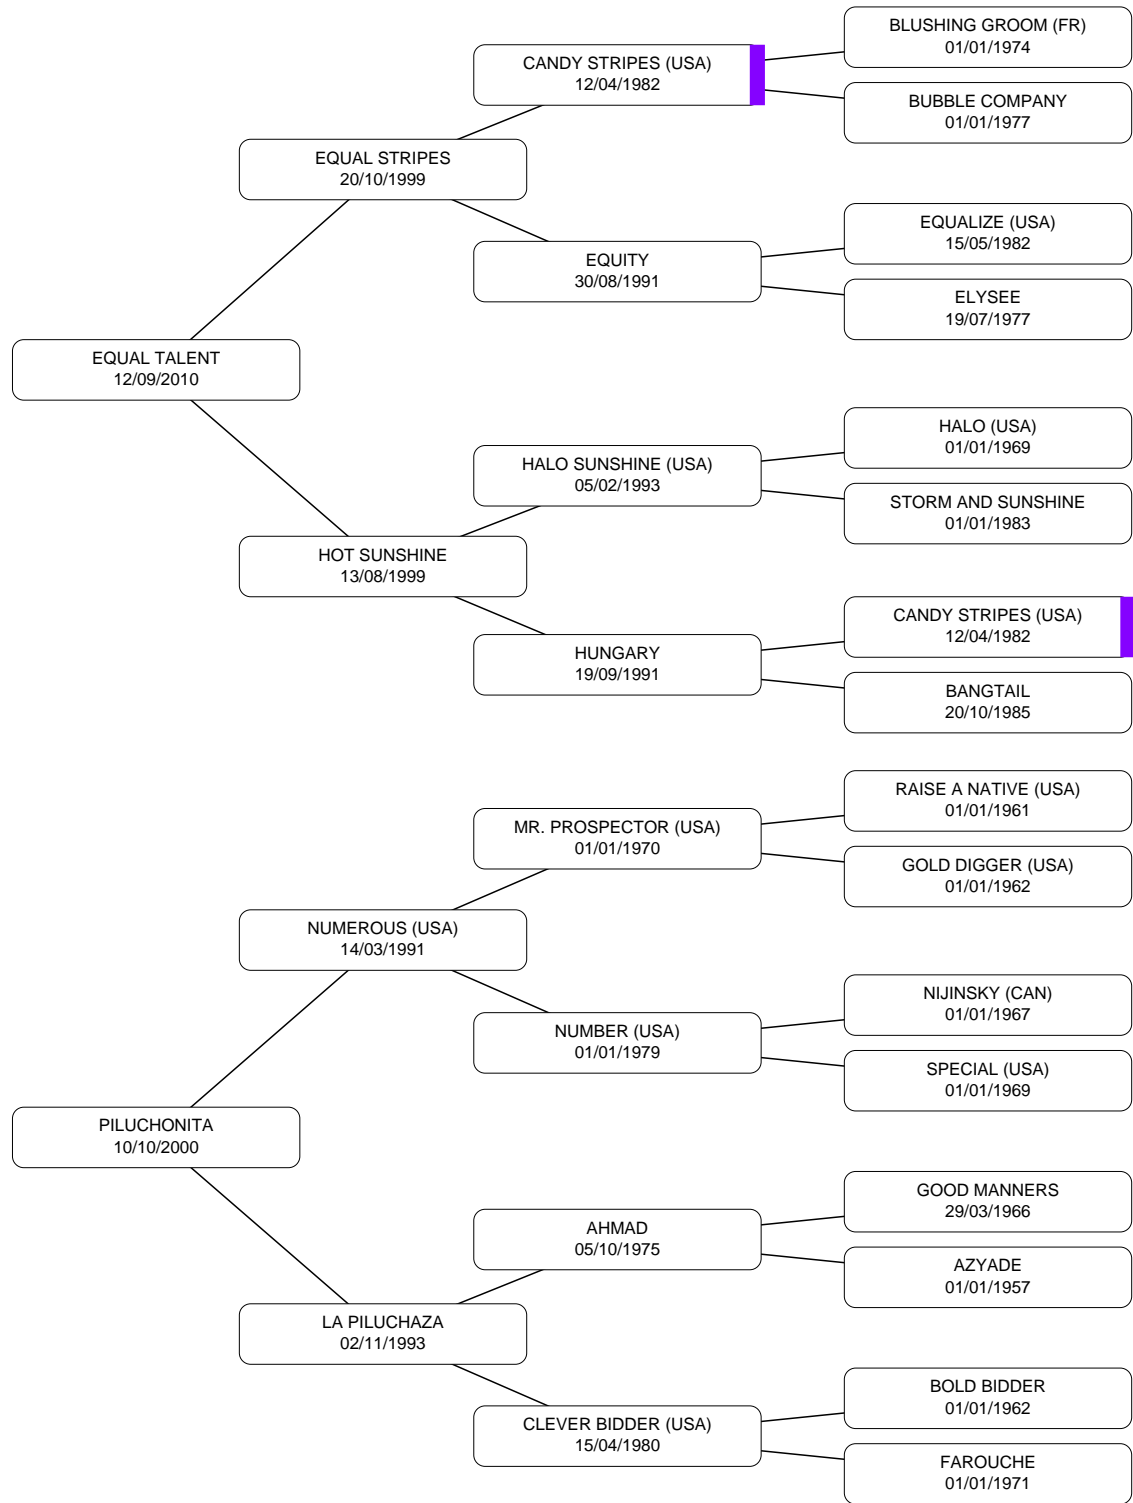 BLUSHING GROOM (FR)
01/01/1974
CANDY STRIPES (USA)
12/04/1982
BUBBLE COMPANY
01/01/1977
EQUAL STRIPES
20/10/1999
EQUALIZE (USA)
15/05/1982
EQUITY
30/08/1991
ELYSEE
19/07/1977
EQUAL TALENT
12/09/2010
HALO (USA)
01/01/1969
HALO SUNSHINE (USA)
05/02/1993
STORM AND SUNSHINE
01/01/1983
HOT SUNSHINE
13/08/1999
CANDY STRIPES (USA)
12/04/1982
HUNGARY
19/09/1991
BANGTAIL
20/10/1985
RAISE A NATIVE (USA)
01/01/1961
MR. PROSPECTOR (USA)
01/01/1970
GOLD DIGGER (USA)
01/01/1962
NUMEROUS (USA)
14/03/1991
NIJINSKY (CAN)
01/01/1967
NUMBER (USA)
01/01/1979
SPECIAL (USA)
01/01/1969
PILUCHONITA
10/10/2000
GOOD MANNERS
29/03/1966
AHMAD
05/10/1975
AZYADE
01/01/1957
LA PILUCHAZA
02/11/1993
BOLD BIDDER
01/01/1962
CLEVER BIDDER (USA)
15/04/1980
FAROUCHE
01/01/1971